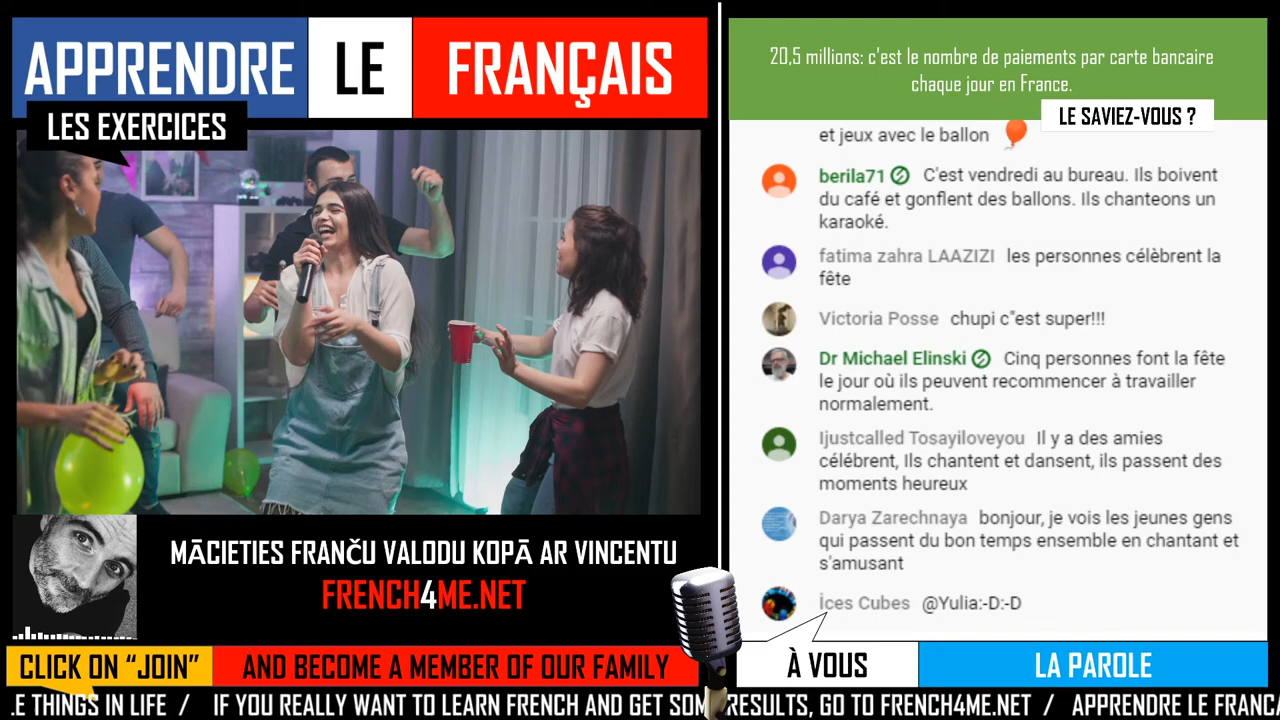 APPRENDRE LE FRANÇAIS
LES EXERCICES
MĀCIETIES FRANČU VALODU KOPĀ AR VINCENTU
FRENCH4ME.NET
CLICK ON “JOIN” AND BECOME A MEMBER OF OUR FAMILY
20,5 millions: c'est le nombre de paiements par carte bancaire
chaque jour en France.
LE SAVIEZ-VOUS ?
et jeux avec le ballon
berila71 C'est vendredi au bureau. Ils boivent
du café et gonflent des ballons. Ils chanteons un
karaoké.
fatima zahra LAAZIZI les personnes célèbrent la
fête
Victoria Posse chupi c"est super!!!
Dr Michael Elinski Cinq personnes font la fête
le jour où ils peuvent recommencer à travailler
normalement.
Ijustcalled Tosayiloveyou Il y a des amies
célébrent, Ils chantent et dansent, ils passent des
moments heureux
Darya Zarechnaya bonjour, je vois les jeunes gens
qui passent du bon temps ensemble en chantant et
s'amusant
İces Cubes @Yulia:-D:-D
À VOUS LA PAROLE
.E THINGS IN LIFE / IF YOU REALLY WANT TO LEARN FRENCH AND GET SOM RESULTS, GO TO FRENCH4ME.NET / APPRENDRE LE FRANCA